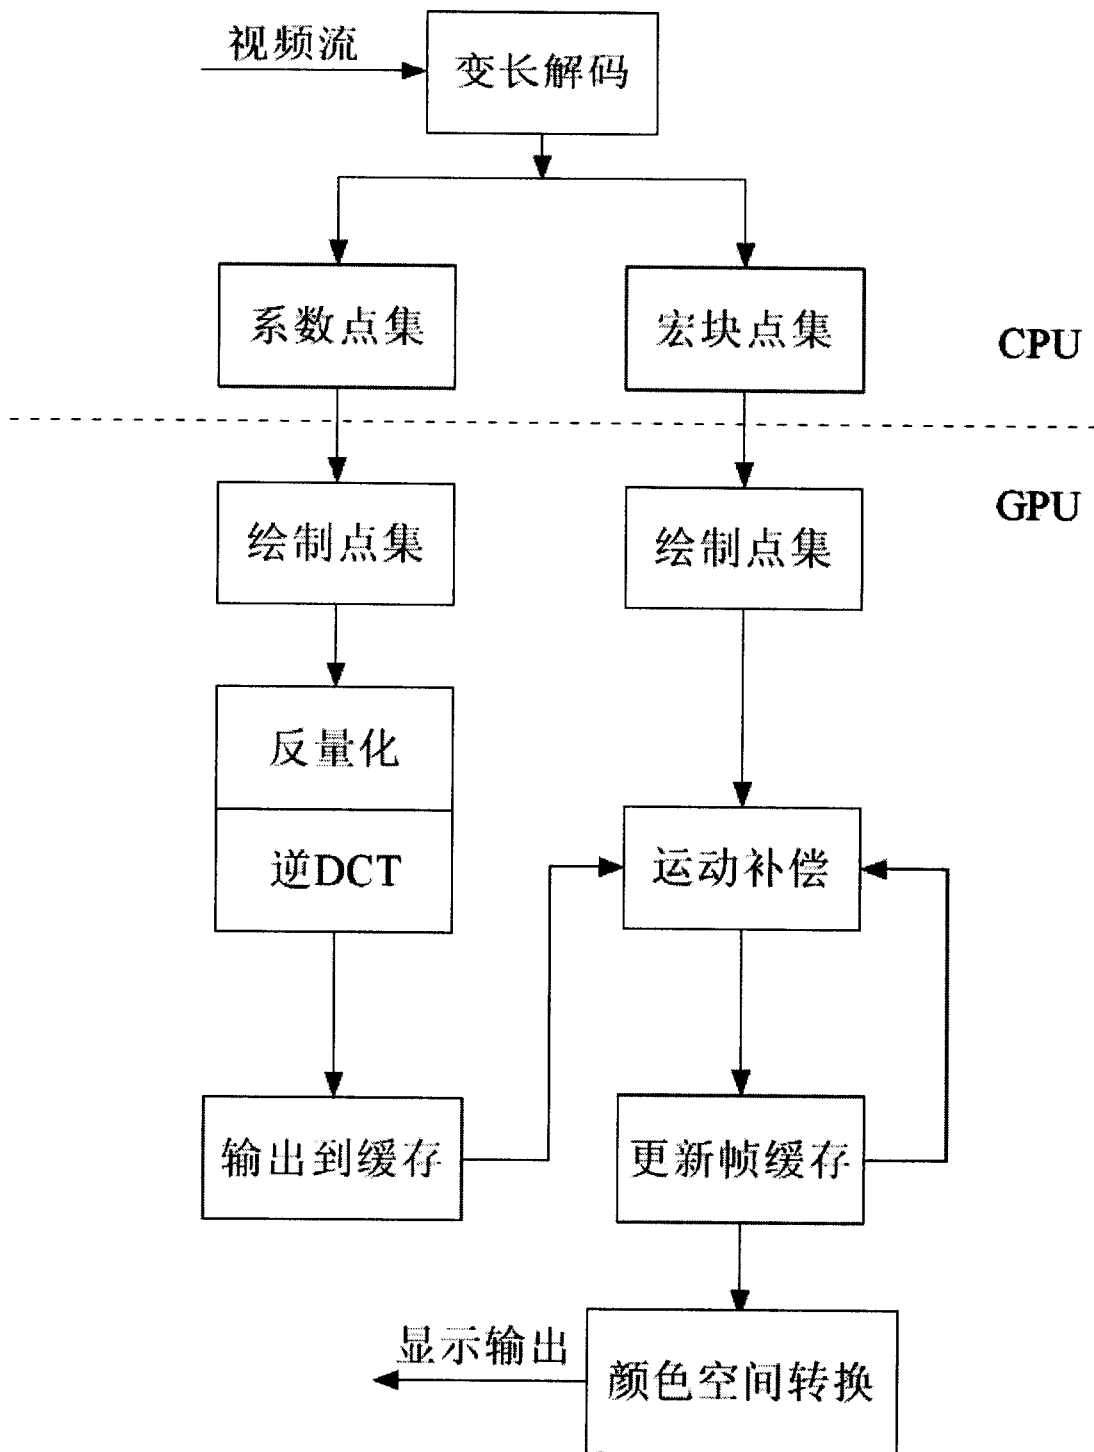 视频流
变长解码
系数点集
宏块点集
CPU
GPU
绘制点集
绘制点集
反量化
逆DCT
运动补偿
输出到缓存
更新帧缓存
显示输出
颜色空间转换